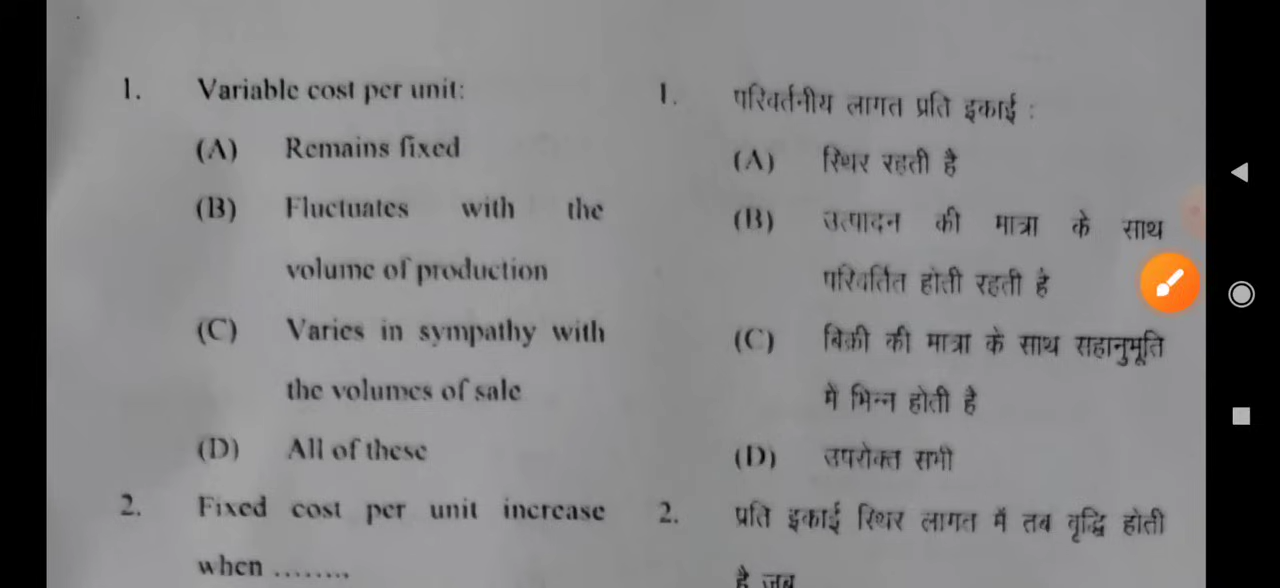 1. Variable cost per unit:
(A) Remains fixed
(B) Fluctuates with the
volume of production
(C) Varies in sympathy with
the volumes of sale
(D) All of these
2. Fixed cost per unit increase
when ........
1. परिवर्तनीय लागत प्रति इकाई :
(A) स्थिर रहती है
(B) उत्पादन की मात्रा के साथ
परिवर्तित होती रहती है
(C) बिक्री की मात्रा के साथ सहानुभूति
में भिन्न होती है
(D) उपरोक्त सभी
2. प्रति इकाई स्थिर लागत में तब वृद्धि होती
है जब